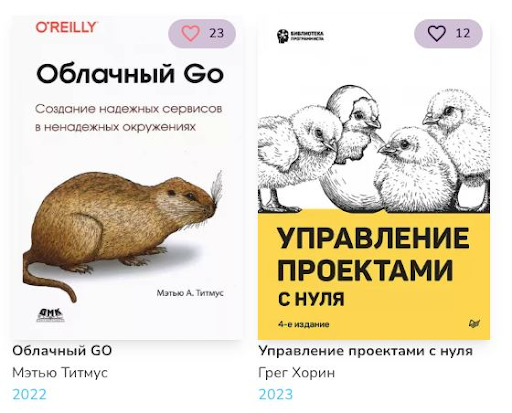 O'REILLY
23
Облачный Go
Создание надежных сервисов
в ненадежных окружениях
Мэтью А. Титмус
ДМК
Облачный GO
Мэтью Титмус
2022
БИБЛИОТЕКА
ПРОГРАММИСТА
12
УПРАВЛЕНИЕ
ПРОЕКТАМИ
С НУЛЯ
4-е издание
Управление проектами с нуля
Грег Хорин
2023